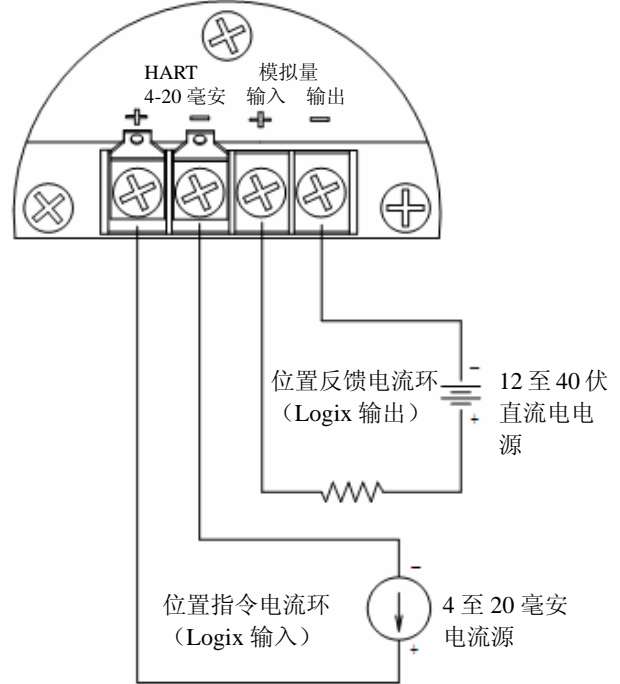 HART 模拟量
4-20 毫安 输入 输出
+ - + -
位置反馈电流环
（Logix 输出）
-
+
12 至 40 伏
直流电电
源
位置指令电流环
（Logix 输入）
-
+
4 至 20 毫安
电流源